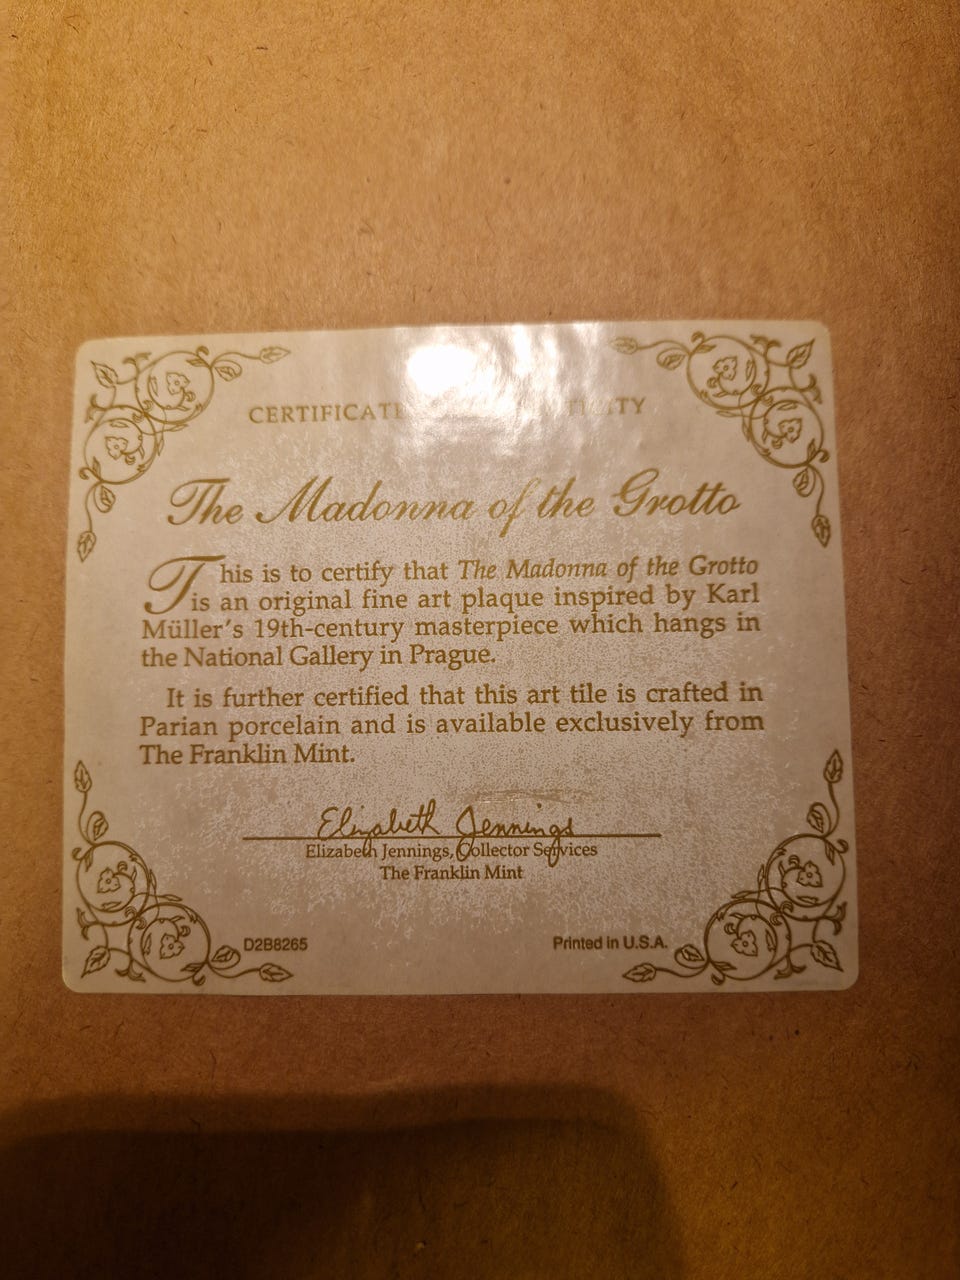 CERTIFICATE TICITY
The Madonna of the Grotto
This is to certify that The Madonna of the Grotto
is an original fine art plaque inspired by Karl
Müller's 19th-century masterpiece which hangs in
the National Gallery in Prague.
It is further certified that this art tile is crafted in
Parian porcelain and is available exclusively from
The Franklin Mint.
Elizabeth Jennings
Elizabeth Jennings, Collector Services
The Franklin Mint
D2B8265 Printed in U.S.A.